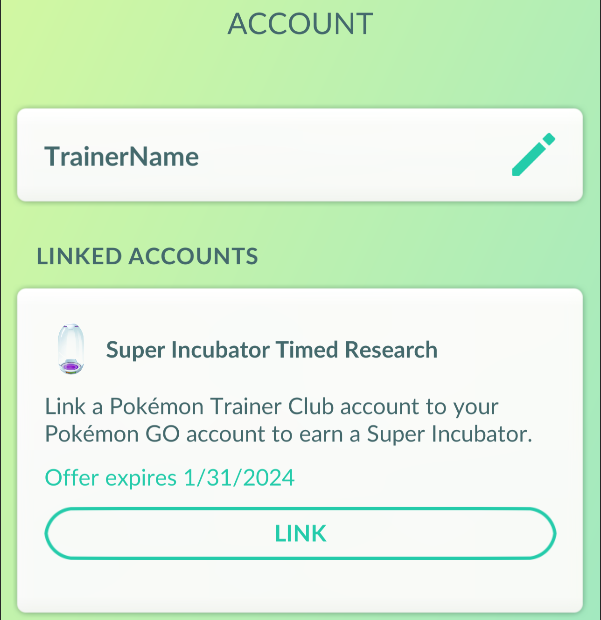 ACCOUNT
TrainerName
LINKED ACCOUNTS
Super Incubator Timed Research
Link a Pokémon Trainer Club account to your
Pokémon GO account to earn a Super Incubator.
Offer expires 1/31/2024
LINK